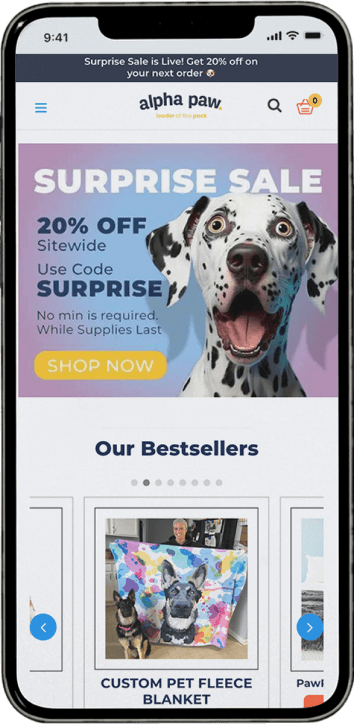 9:41
Surprise Sale is Live! Get 20% off on
your next order
alpha paw.
leader of the pack
0
SURPRISE SALE
20% OFF
Sitewide
Use Code
SURPRISE
No min is required.
While Supplies Last
SHOP NOW
Our Bestsellers
CUSTOM PET FLEECE
BLANKET